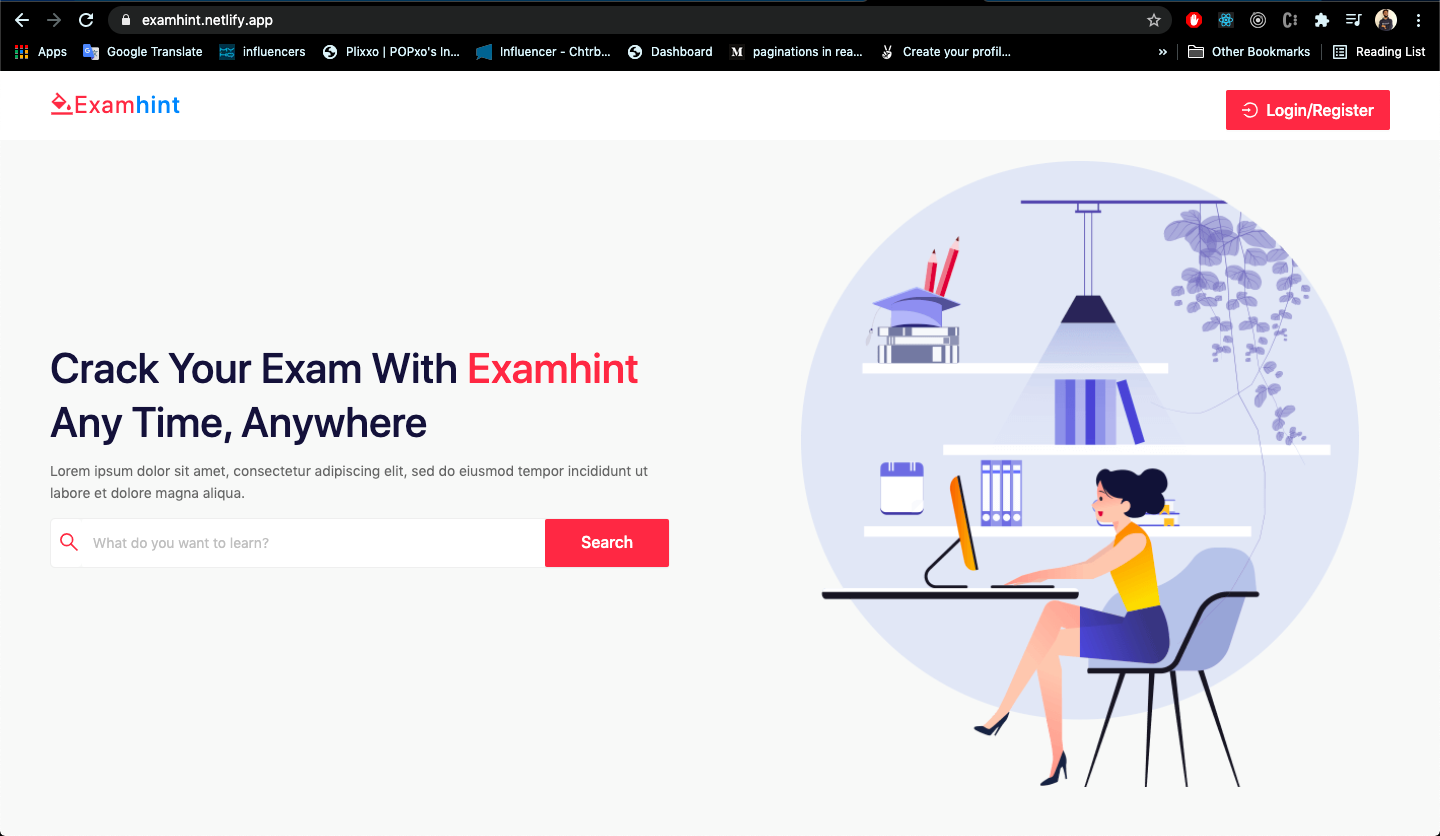 examhint.netlify.app
Apps
Google Translate
influencers
Plixxo | POPxo's In...
Influencer - Chtrb...
Dashboard
M
paginations in rea...
Create your profil...
»
Other Bookmarks
Reading List
Examhint
Login/Register
Crack Your Exam With Examhint
Any Time, Anywhere
Lorem ipsum dolor sit amet, consectetur adipiscing elit, sed do eiusmod tempor incididunt ut
labore et dolore magna aliqua.
What do you want to learn?
Search